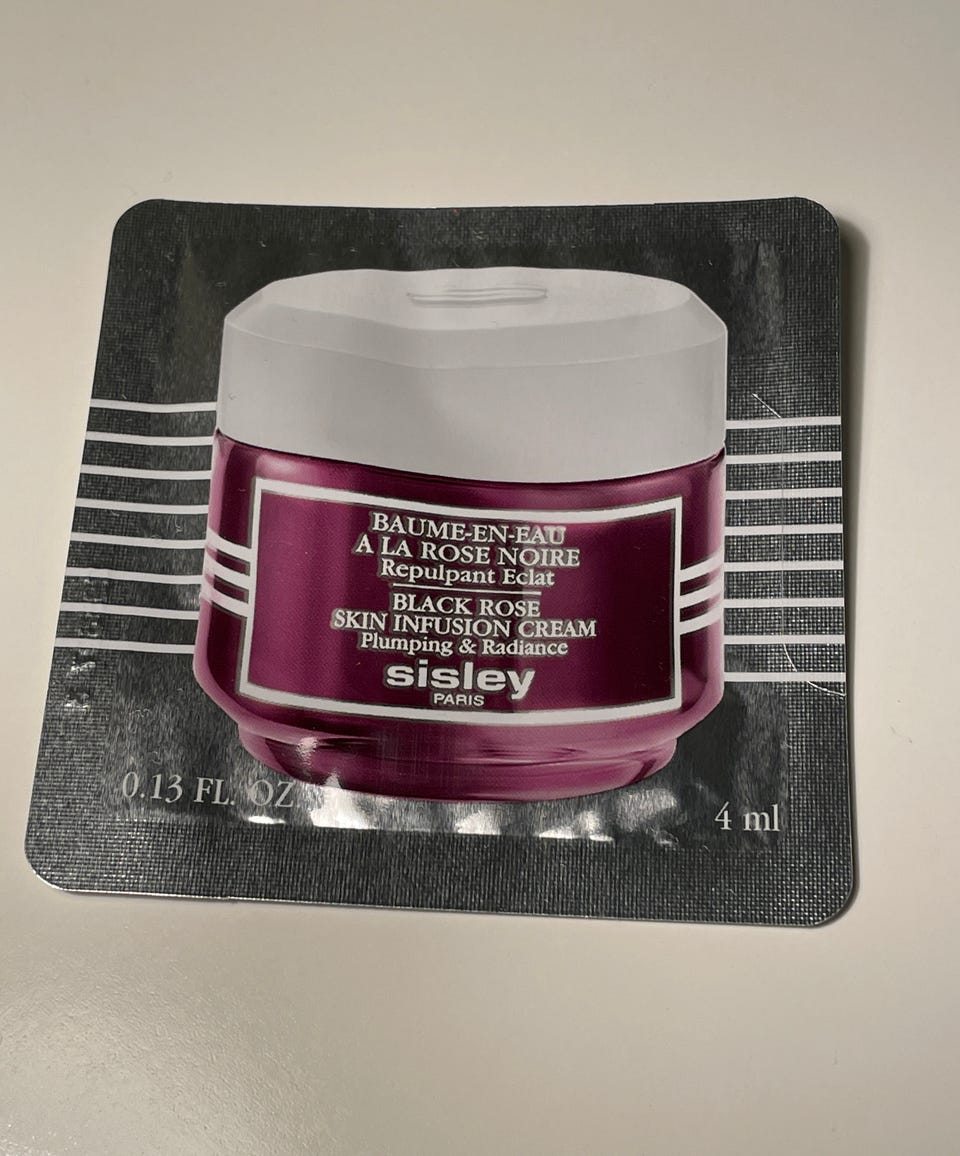 BAUME-EN-EAU
A LA ROSE NOIRE
Repulpant Eclat
BLACK ROSE
SKIN INFUSION CREAM
Plumping & Radiance
sisley
PARIS
0.13 FL. OZ
4 ml